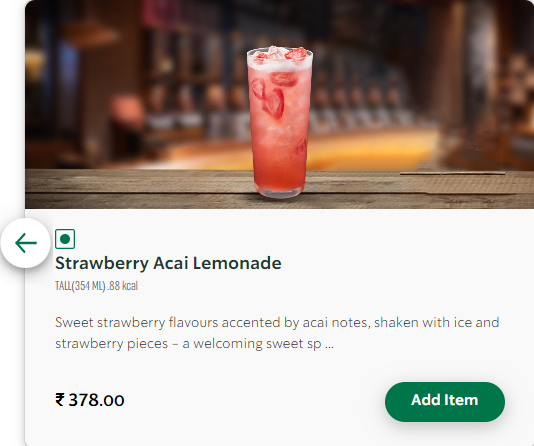 Strawberry Acai Lemonade
TALL(354 ML) .88 kcal
Sweet strawberry flavours accented by acai notes, shaken with ice and
strawberry pieces – a welcoming sweet sp ...
₹ 378.00
Add Item